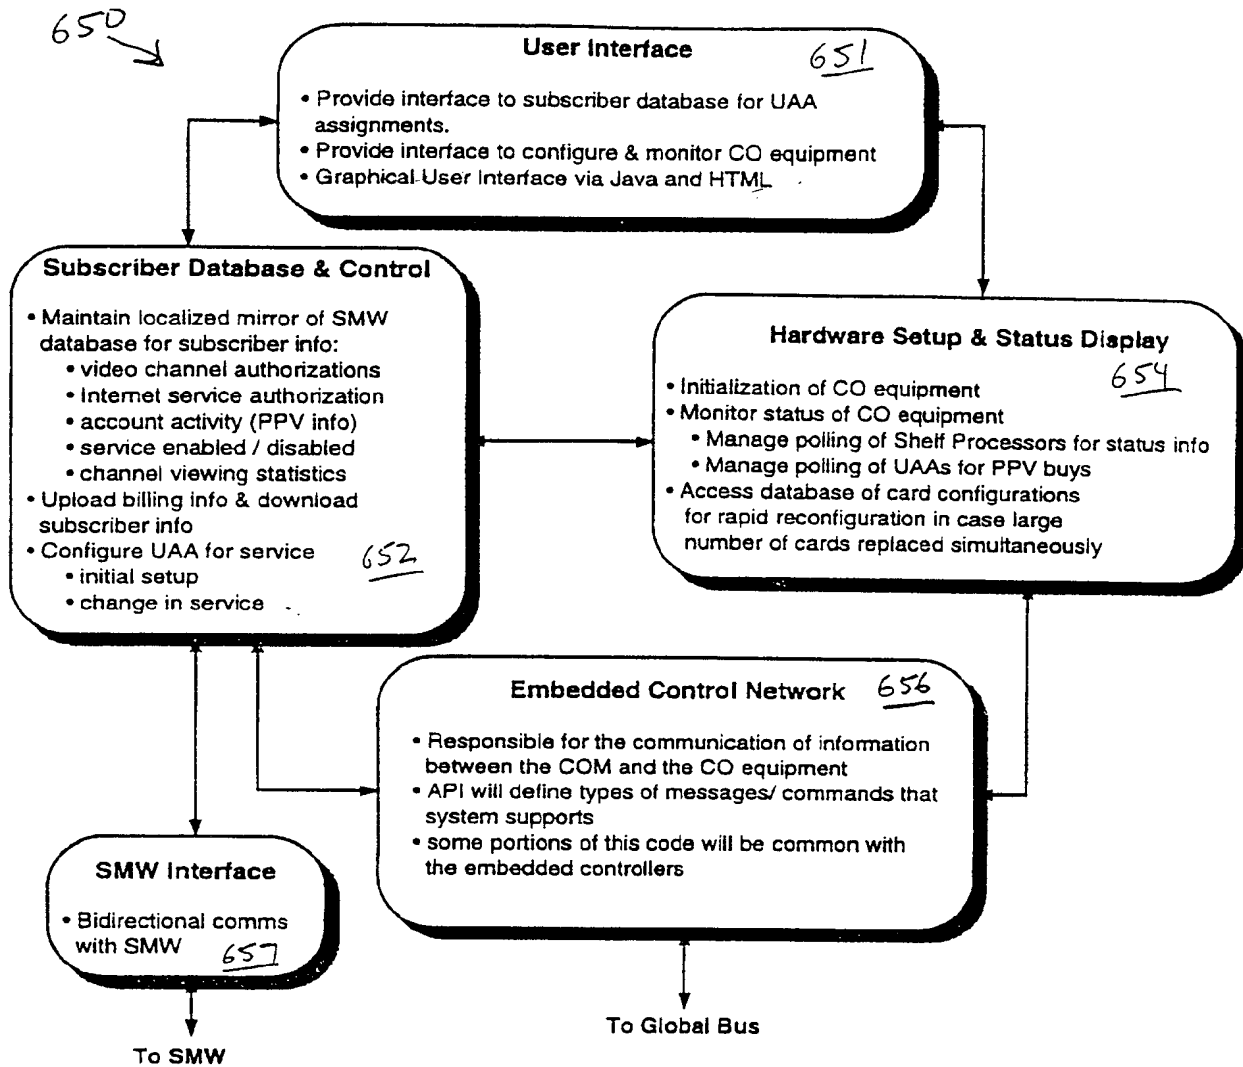 650
User Interface
651
• Provide interface to subscriber database for UAA
assignments.
• Provide interface to configure & monitor CO equipment
• Graphical User Interface via Java and HTML
Subscriber Database & Control
• Maintain localized mirror of SMW
database for subscriber info:
• video channel authorizations
• Internet service authorization
• account activity (PPV info)
• service enabled / disabled
• channel viewing statistics
• Upload billing info & download
subscriber info
• Configure UAA for service
652
• initial setup
• change in service
Hardware Setup & Status Display
654
• Initialization of CO equipment
• Monitor status of CO equipment
• Manage polling of Shelf Processors for status info
• Manage polling of UAAs for PPV buys
• Access database of card configurations
for rapid reconfiguration in case large
number of cards replaced simultaneously
Embedded Control Network
656
• Responsible for the communication of information
between the COM and the CO equipment
• API will define types of messages/ commands that
system supports
• some portions of this code will be common with
the embedded controllers
SMW Interface
• Bidirectional comms
with SMW
657
To Global Bus
To SMW